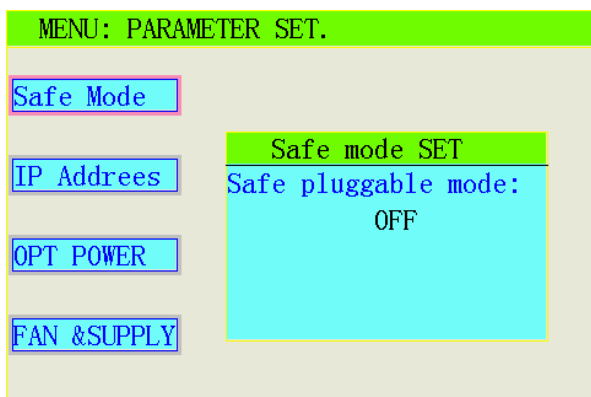 MENU: PARAMETER SET.
Safe Mode
IP Addrees
OPT POWER
FAN &SUPPLY
Safe mode SET
Safe pluggable mode:
OFF